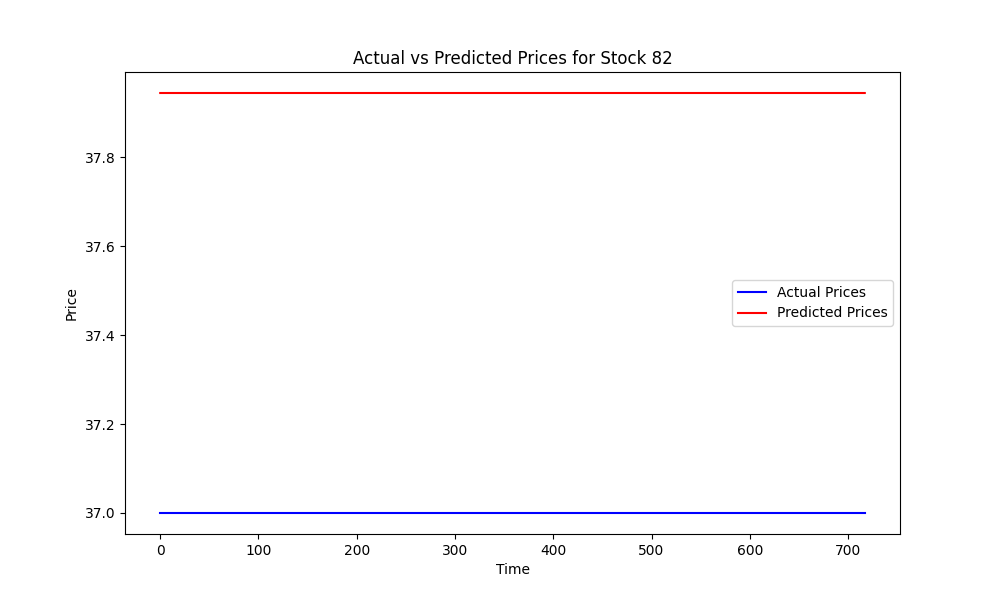 Actual vs Predicted Prices for Stock 82
Price
37.8
37.6
37.4
37.2
37.0
Actual Prices
Predicted Prices
0 100 200 300 400 500 600 700
Time